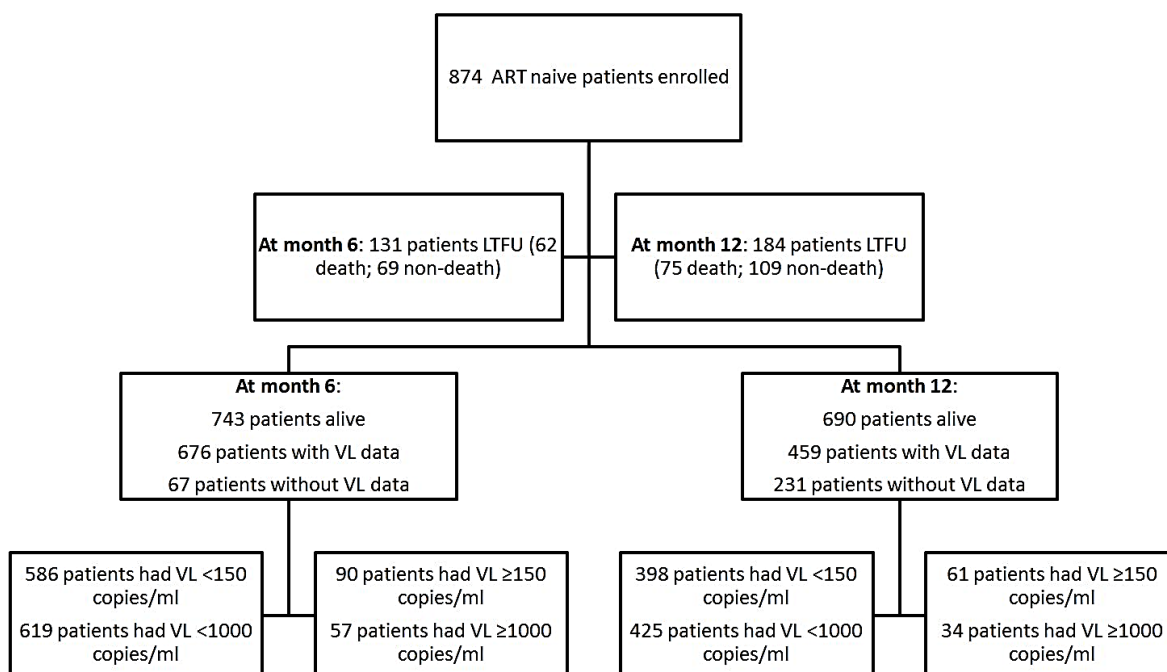 874 ART naive patients enrolled
At month 6: 131 patients LTFU (62
death; 69 non-death)
At month 12: 184 patients LTFU
(75 death; 109 non-death)
At month 6:
743 patients alive
676 patients with VL data
67 patients without VL data
At month 12:
690 patients alive
459 patients with VL data
231 patients without VL data
586 patients had VL <150
copies/ml
619 patients had VL <1000
copies/ml
90 patients had VL ≥150
copies/ml
57 patients had VL ≥1000
copies/ml
398 patients had VL <150
copies/ml
425 patients had VL <1000
copies/ml
61 patients had VL ≥150
copies/ml
34 patients had VL ≥1000
copies/ml